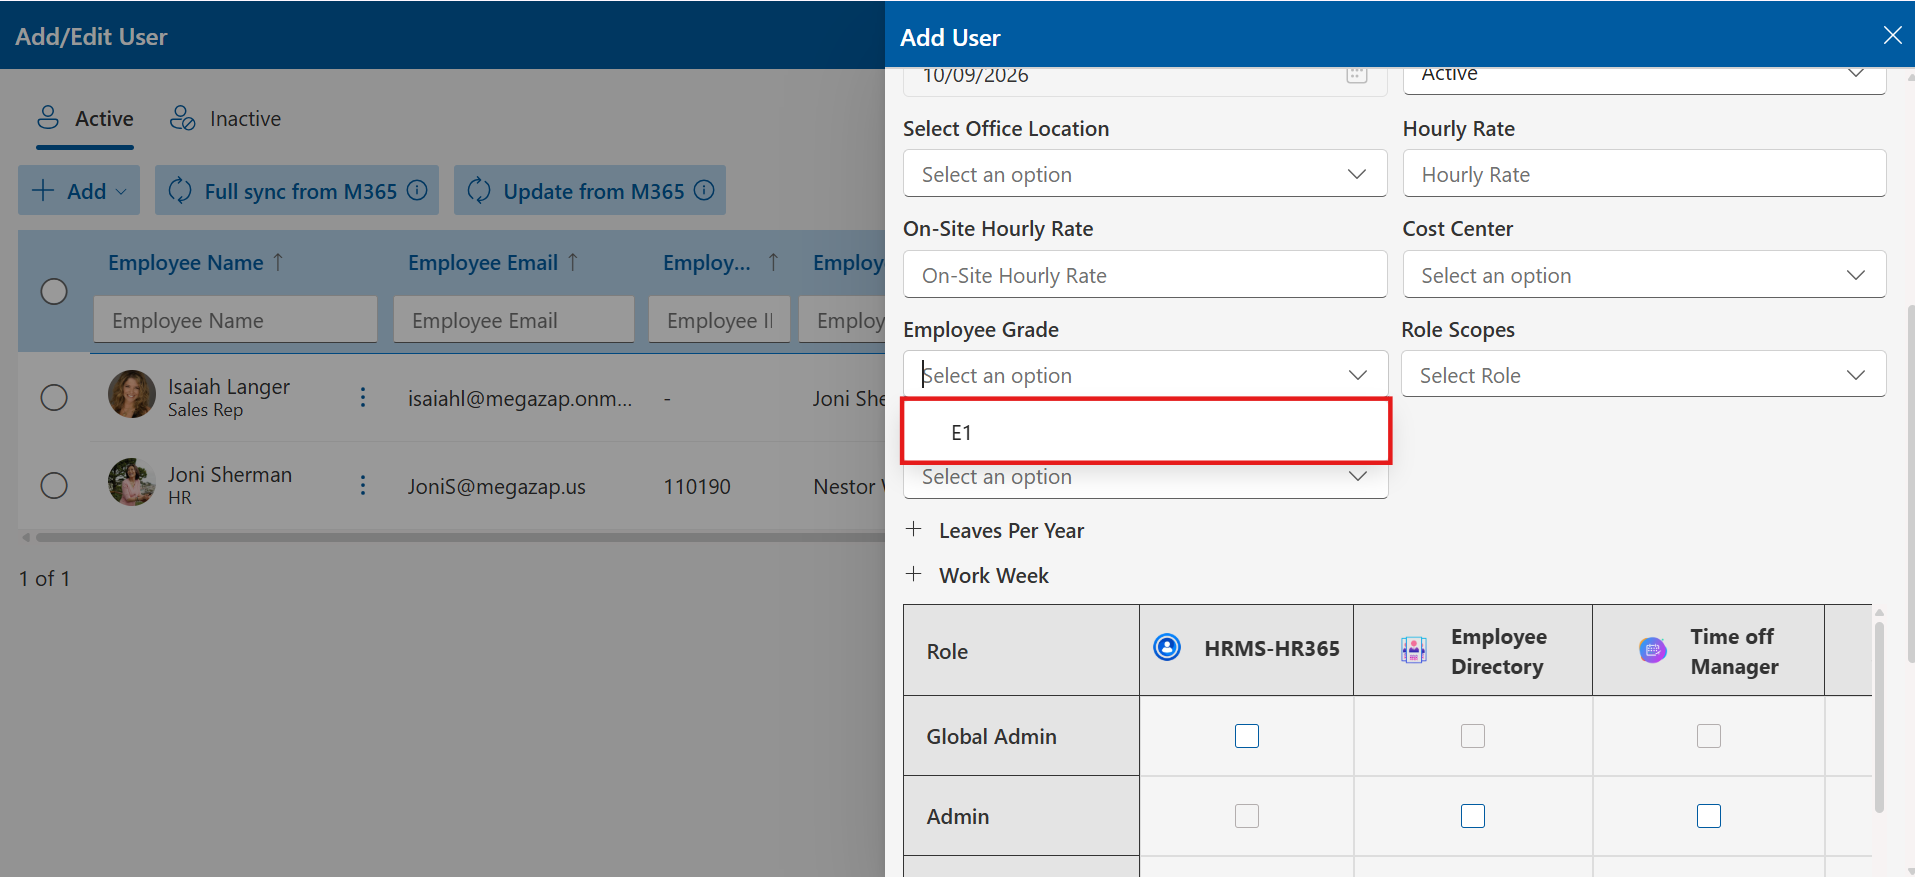 Add/Edit User
Active
Inactive
Add
Full sync from M365
Update from M365
Employee Name ↑
Employee Email ↑
Employ... ↑
Employ
Employee Name
Employee Email
Employee I
Employ
Isaiah Langer
Sales Rep
isaiahl@megazap.onm...
-
Joni She
Joni Sherman
HR
JoniS@megazap.us
110190
Nestor
1 of 1
Add User
10/09/2026
Active
Select Office Location
Hourly Rate
Select an option
Hourly Rate
On-Site Hourly Rate
Cost Center
On-Site Hourly Rate
Select an option
Employee Grade
Role Scopes
Select an option
Select Role
E1
Select an option
+ Leaves Per Year
+ Work Week
Role
HRMS-HR365
Employee
Directory
Time off
Manager
Global Admin
Admin